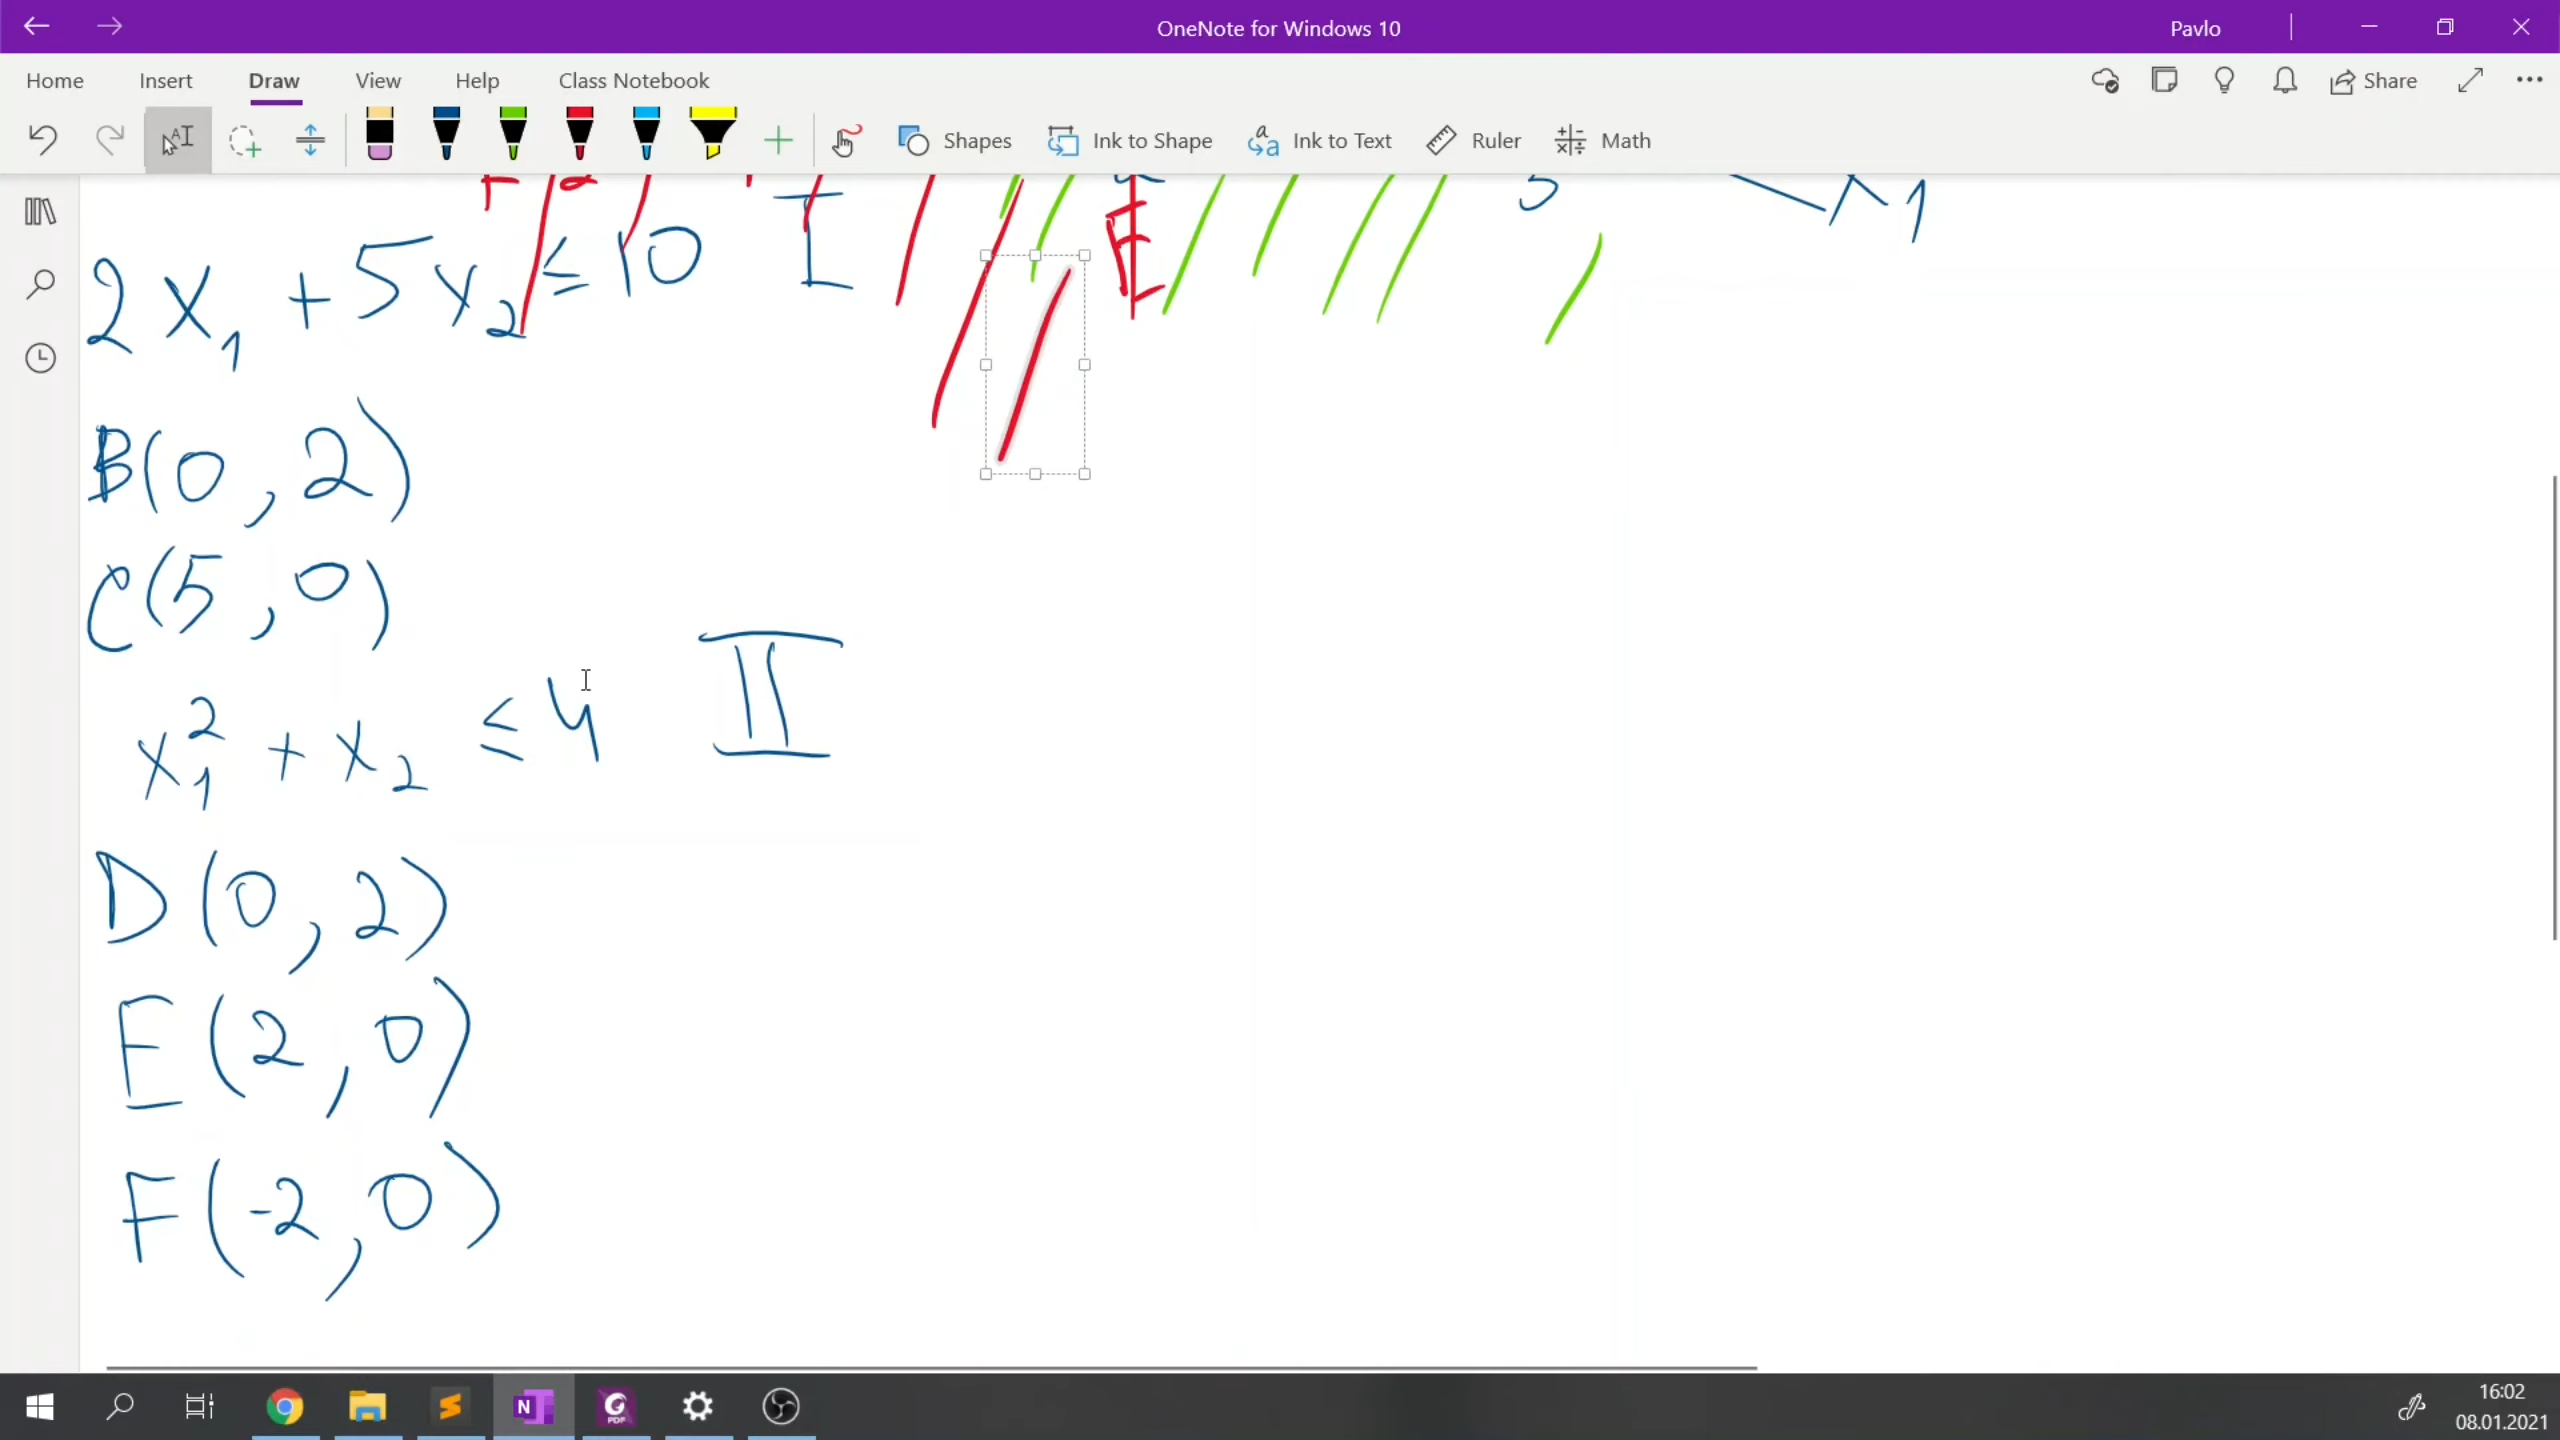 OneNote for Windows 10
Pavlo
Home Insert Draw View Help Class Notebook
Share
Shapes Ink to Shape Ink to Text Ruler Math
X1
2x1 + 5x2 ≤ 10 I
E
B(0, 2)
C(5, 0)
x1² + x2 ≤ 4 II
D(0, 2)
E(2, 0)
F(-2, 0)
16:02
08.01.2021